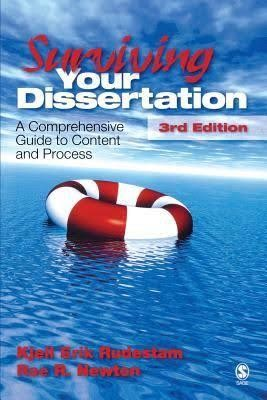 Surviving
Your
Dissertation
A Comprehensive
Guide to Content
and Process
3rd Edition
Kjell Erik Rudestam
Rae R. Newton
SAGE